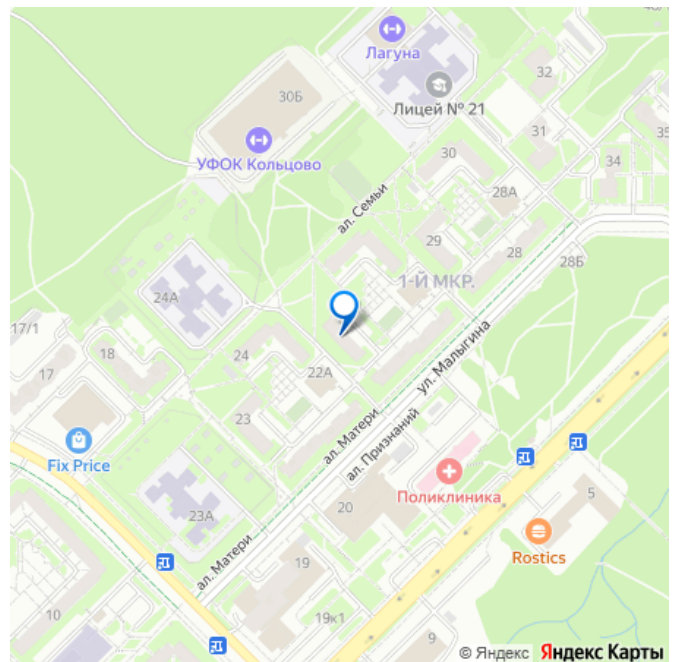 Лагуна
Лицей № 21
32
30Б
31
35
УФОК Кольцово
30
34
28А
ал. Семьи
29
28
28Б
1-Й МКР.
24А
17/1
18
24
22А
17
ул. Малыгина
23
ал. Матери
ал. Признаний
Fix Price
Поликлиника
5
23А
20
Rostics
ал. Матери
19
10
19к1
9
© Яндекс Яндекс Карты